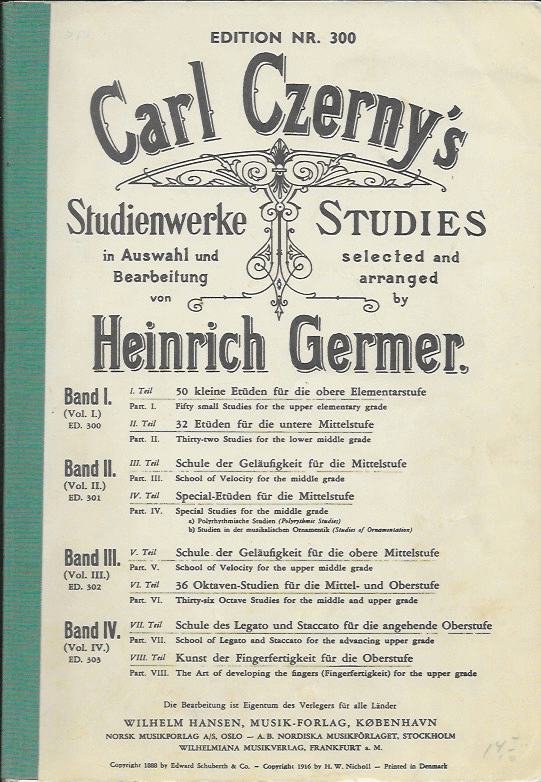 EDITION NR. 300
Carl Czerny's
Studienwerke
in Auswahl und
Bearbeitung
von
STUDIES
selected and
arranged
by
Heinrich Germer.
Band I.
(Vol. I.)
ED. 300
I. Teil 50 kleine Etüden für die obere Elementarstufe
Part. I. Fifty small Studies for the upper elementary grade
II. Teil 32 Etüden für die untere Mittelstufe
Part. II. Thirty-two Studies for the lower middle grade
Band II.
(Vol. II.)
ED. 301
III. Teil Schule der Geläufigkeit für die Mittelstufe
Part. III. School of Velocity for the middle grade
IV. Teil Special-Etüden für die Mittelstufe
Part. IV. Special Studies for the middle grade
a) Polyrhythmische Studien (Polyrythmic Studies)
b) Studien in der musikalischen Ornamentik (Studies of Ornamentation)
Band III.
(Vol. III.)
ED. 302
V. Teil Schule der Geläufigkeit für die obere Mittelstufe
Part. V. School of Velocity for the upper middle grade
VI. Teil 36 Oktaven-Studien für die Mittel- und Oberstufe
Part. VI. Thirty-six Octave Studies for the middle and upper grade
Band IV.
(Vol. IV.)
ED. 303
VII. Teil Schule des Legato und Staccato für die angehende Oberstufe
Part. VII. School of Legato and Staccato for the advancing upper grade
VIII. Teil Kunst der Fingerfertigkeit für die Oberstufe
Part. VIII. The Art of developing the fingers (Fingerfertigkeit) for the upper grade
Die Bearbeitung ist Eigentum des Verlegers für alle Länder
WILHELM HANSEN, MUSIK-FORLAG, KØBENHAVN
NORSK MUSIKFORLAG A/S, OSLO – A. B. NORDISKA MUSIKFÖRLAGET, STOCKHOLM
WILHELMIANA MUSIKVERLAG, FRANKFURT a. M.
Copyright 1888 by Edward Schuberth & Co. – Copyright 1916 by H. W. Nicholl – Printed in Denmark